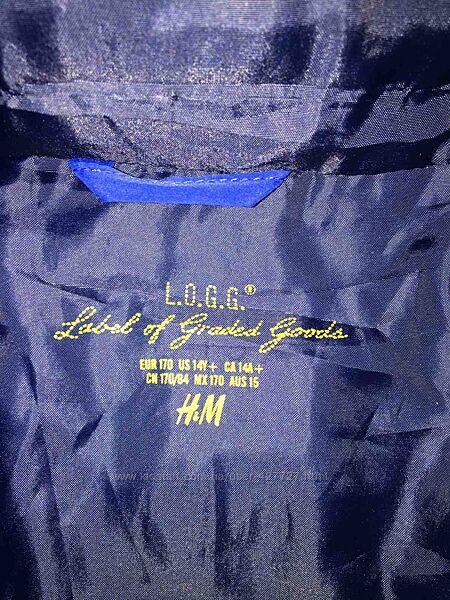 L.O.G.G.®
Label of Graded Goods
EUR 170 US 14Y+ CA 14A+
CN 170/84 MX 170 AUS 15
H&M